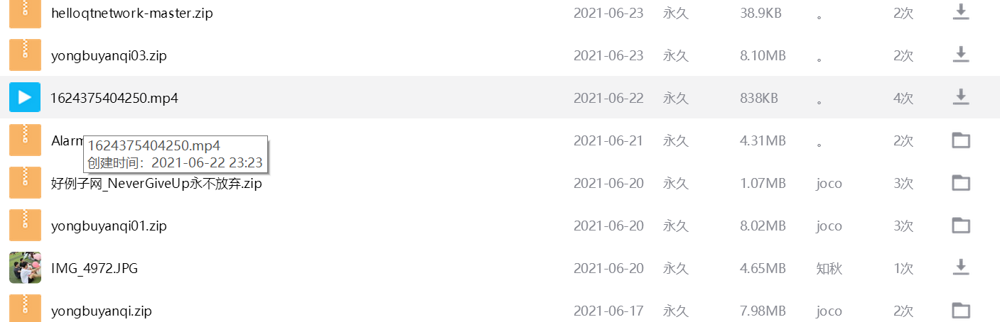 helloqtnetwork-master.zip 2021-06-23 永久 38.9KB 。 2次
yongbuyanqi03.zip 2021-06-23 永久 8.10MB 。 2次
1624375404250.mp4 2021-06-22 永久 838KB 。 4次
Alarm 2021-06-21 永久 4.31MB 。 2次
1624375404250.mp4
创建时间：2021-06-22 23:23
好例子网_NeverGiveUp永不放弃.zip 2021-06-20 永久 1.07MB joco 3次
yongbuyanqi01.zip 2021-06-20 永久 8.02MB joco 3次
IMG_4972.JPG 2021-06-20 永久 4.65MB 知秋 1次
yongbuyanqi.zip 2021-06-17 永久 7.98MB joco 2次